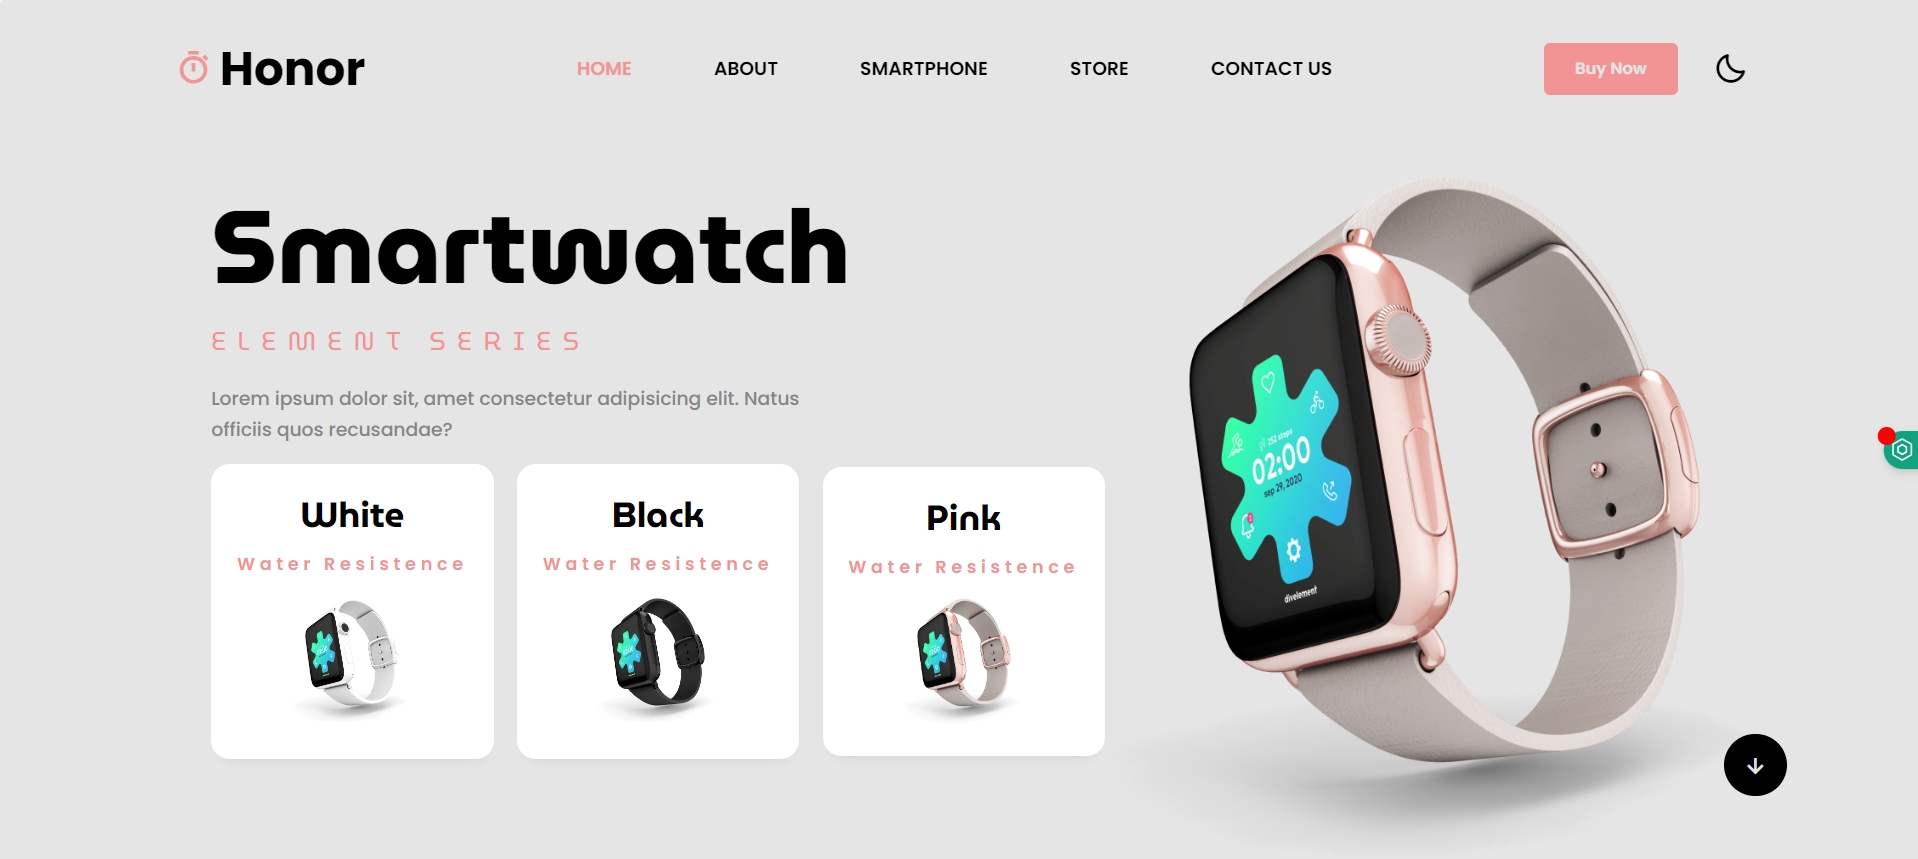 Honor
HOME
ABOUT
SMARTPHONE
STORE
CONTACT US
Buy Now
Smartwatch
ELEMENT SERIES
Lorem ipsum dolor sit, amet consectetur adipisicing elit. Natus
officiis quos recusandae?
White
Water Resistence
Black
Water Resistence
Pink
Water Resistence
252 steps
02:00
sep 29, 2020
divelement